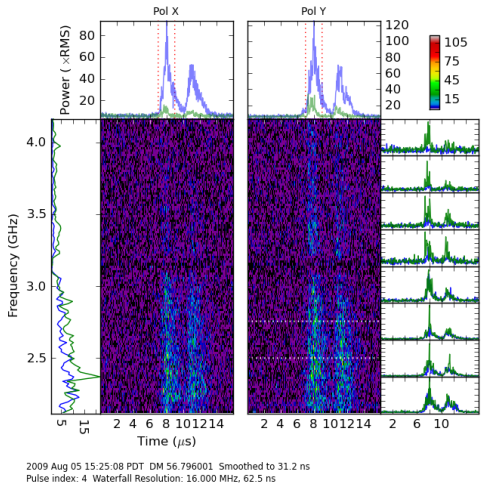 Pol X
Pol Y
Power ( ×RMS)
80
60
40
20
120
100
80
60
40
20
105
75
45
15
Frequency (GHz)
4.0
3.5
3.0
2.5
5
15
2 4 6 8 10 12 14
2 4 6 8 10 12 14
2 4 6 8 10
Time (μs)
2009 Aug 05 15:25:08 PDT DM 56.796001 Smoothed to 31.2 ns
Pulse index: 4 Waterfall Resolution: 16.000 MHz, 62.5 ns